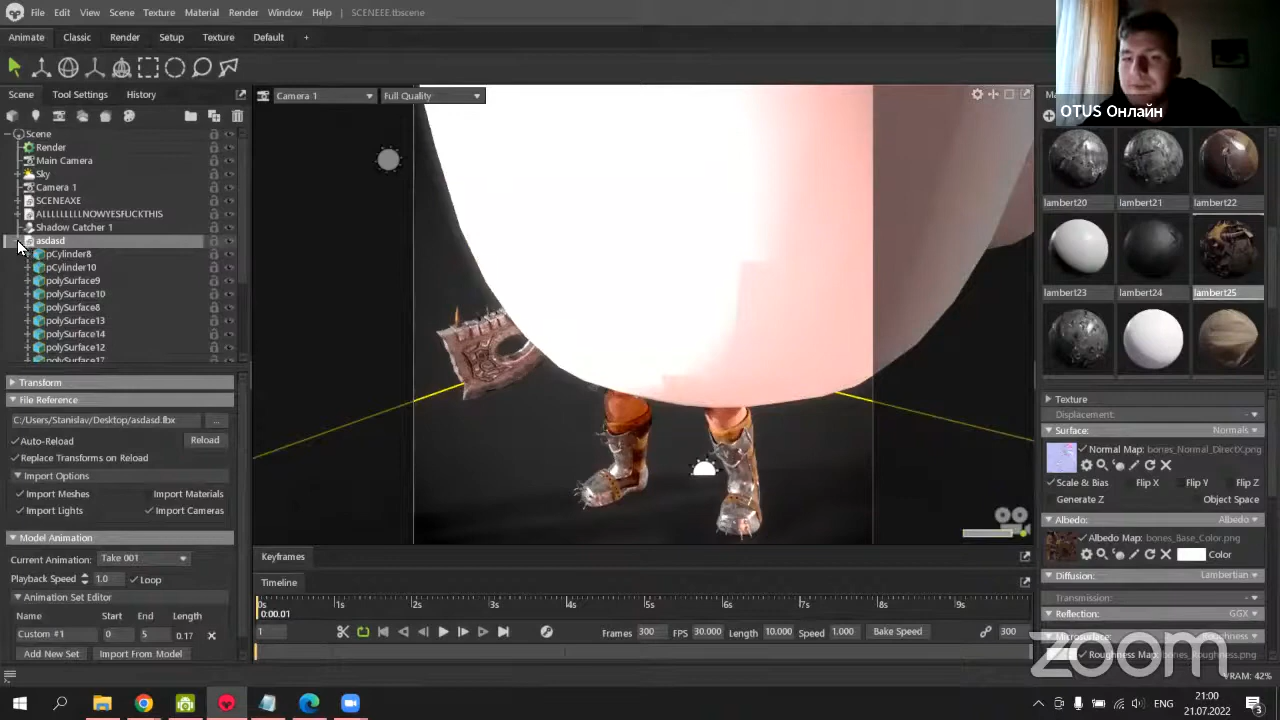 File Edit View Scene Texture Material Render Window Help SCENEEE.tbscene
OTUS Онлайн
Animate Classic Render Setup Texture Default +
Scene Tool Settings History
Camera 1 Full Quality
Scene
Render
Main Camera
Sky
Camera 1
SCENEAXE
ALLLLLLLLLNOWYESFUCKTHIS
Shadow Catcher 1
asdasd
pCylinder8
pCylinder10
polySurface9
polySurface10
polySurface8
polySurface13
polySurface14
polySurface12
polySurface17
Transform
File Reference
C:/Users/Stanislav/Desktop/asdasd.fbx ...
Auto-Reload Reload
Replace Transforms on Reload
Import Options
Import Meshes Import Materials
Import Lights Import Cameras
Model Animation
Current Animation: Take 001
Playback Speed 1.0 Loop
Animation Set Editor
Name Start End Length
Custom #1 0 5 0.17
Add New Set Import From Model
Keyframes
Timeline
0s 1s 2s 3s 4s 5s 6s 7s 8s 9s
0:00.01
1 Frames 300 FPS 30.000 Length 10.000 Speed 1.000 Bake Speed 300
lambert20 lambert21 lambert22
lambert23 lambert24 lambert25
Texture
Displacement:
Surface: Normals
Normal Map: bones_Normal_DirectX.png
Scale & Bias Flip X Flip Y Flip Z
Generate Z Object Space
Albedo: Albedo
Albedo Map: bones_Base_Color.png
Color
Diffusion: Lambertian
Transmission:
Reflection: GGX
Microsurface: Roughness
Roughness Map: bones_Roughness.png
zoom
VRAM: 42%
ENG
21:00
21.07.2022
3